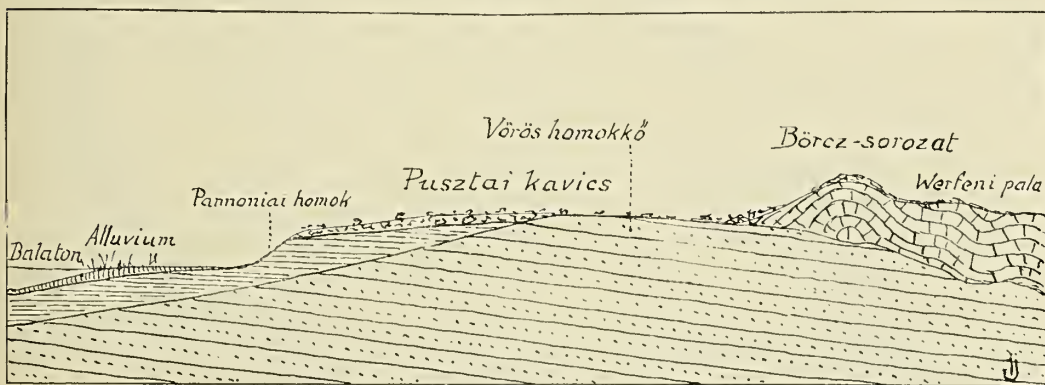 Vörös homokkő
Börcz-sorozat
Pusztai kavics
Werfeni pala
Pannoniai homok
Alluvium
Balaton